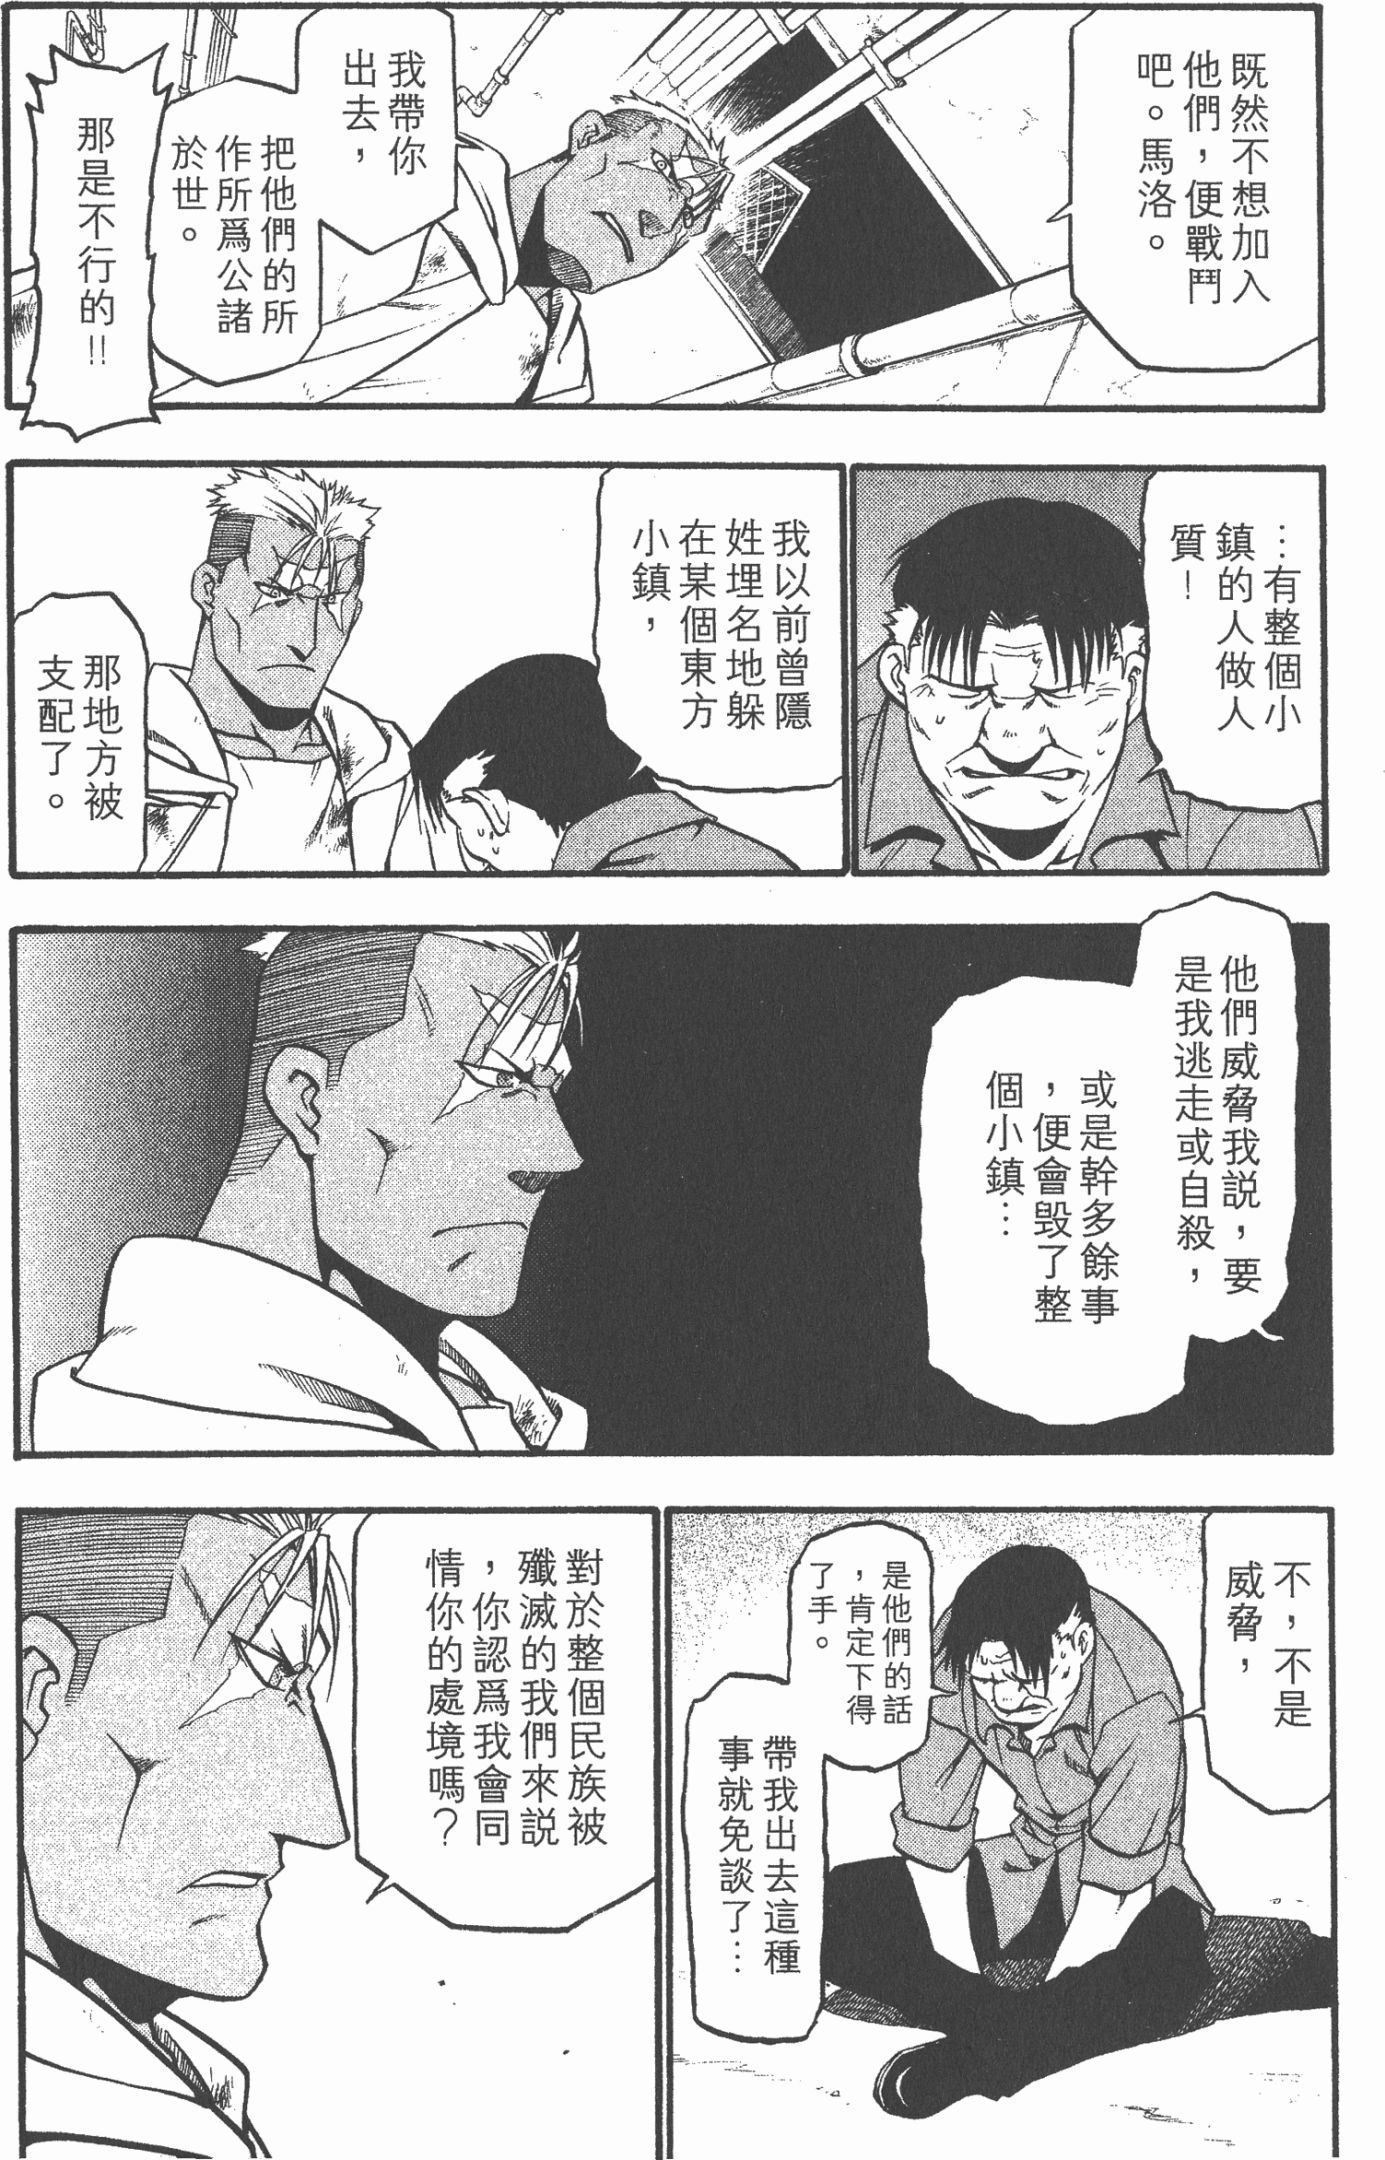 既然不想加入
他們，便戰鬥
吧。馬洛。
我帶你
出去，
把他們的所
作所爲公諸
於世。
那是不行的!!
…有整個小
鎮的人做人
質！
我以前曾隱
姓埋名地躲
在某個東方
小鎮，
那地方被
支配了。
他們威脅我説，要
是我逃走或自殺，
或是幹多餘事
，便會毀了整
個小鎮…
不，不是
威脅，
是他們的話
，肯定下得
了手。
帶我出去這種
事就免談了…
對於整個民族被
殲滅的我們來説
，你認爲我會同
情你的處境嗎？